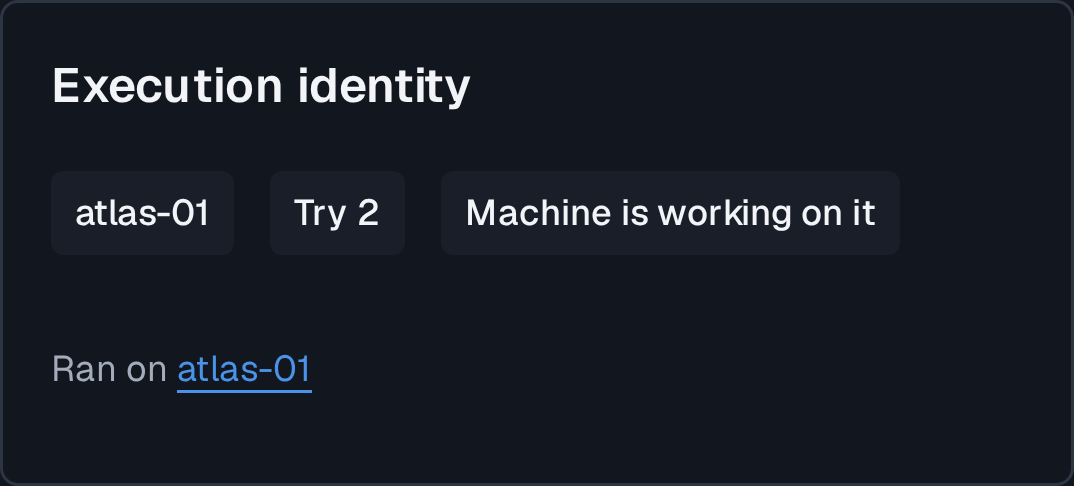 Execution identity
atlas-01 Try 2 Machine is working on it
Ran on atlas-01